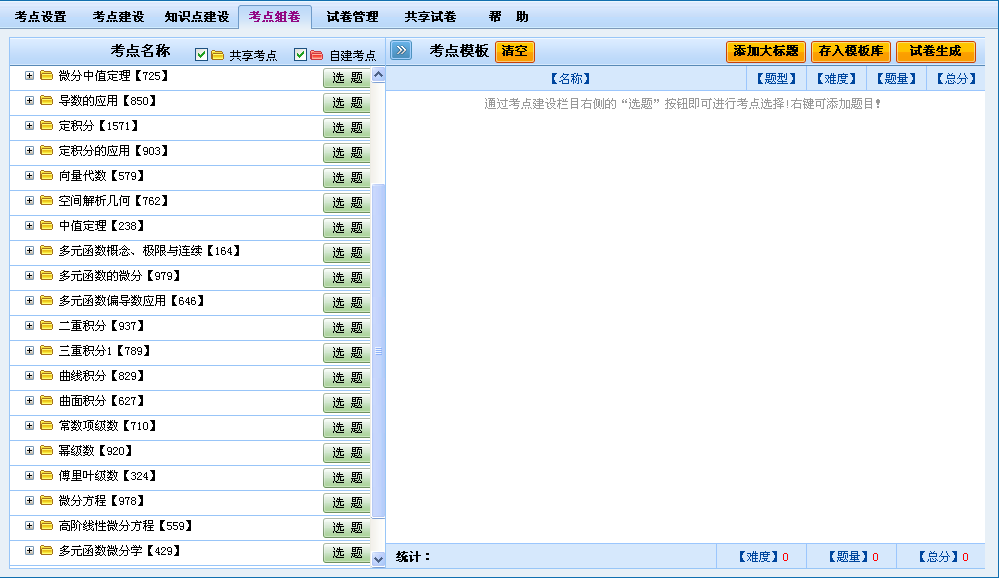 考点设置 考点建设 知识点建设 考点组卷 试卷管理 共享试卷 帮 助
考点名称 共享考点 自建考点
考点模板 清空 添加大标题 存入模板库 试卷生成
【名称】 【题型】 【难度】 【题量】 【总分】
通过考点建设栏目右侧的“选题”按钮即可进行考点选择!右键可添加题目!
微分中值定理【725】 选 题
导数的应用【850】 选 题
定积分【1571】 选 题
定积分的应用【903】 选 题
向量代数【579】 选 题
空间解析几何【762】 选 题
中值定理【238】 选 题
多元函数概念、极限与连续【164】 选 题
多元函数的微分【979】 选 题
多元函数偏导数应用【646】 选 题
二重积分【937】 选 题
三重积分1【789】 选 题
曲线积分【829】 选 题
曲面积分【627】 选 题
常数项级数【710】 选 题
幂级数【920】 选 题
傅里叶级数【324】 选 题
微分方程【978】 选 题
高阶线性微分方程【559】 选 题
多元函数微分学【429】 选 题
统计： 【难度】0 【题量】0 【总分】0